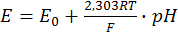 E = E₀ + 2,303RT/F · pH